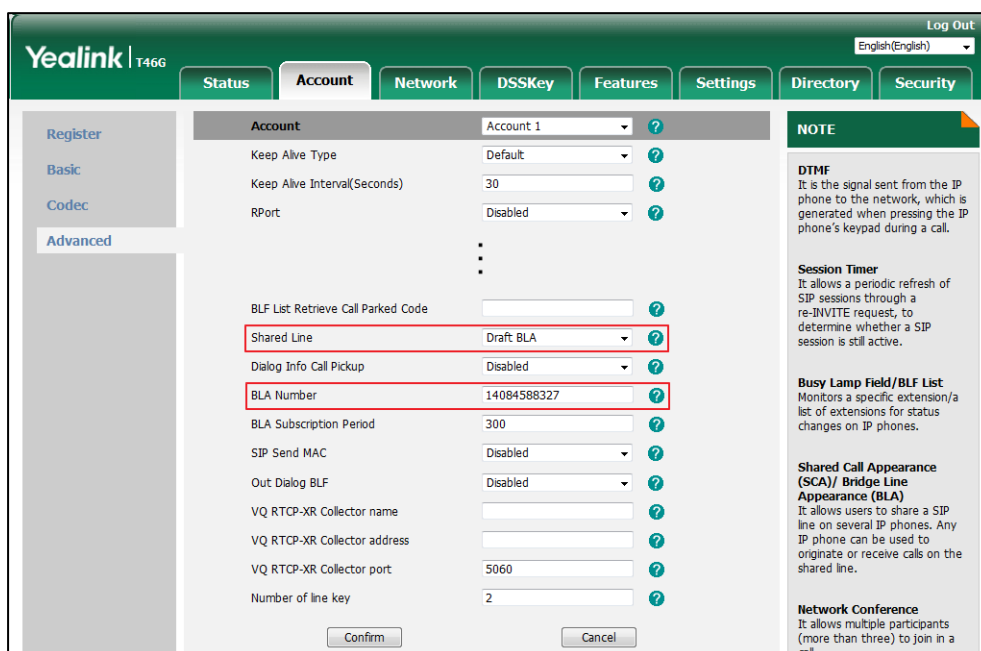 Log Out
Yealink T46G
English(English)
Status Account Network DSSKey Features Settings Directory Security
Register
Basic
Codec
Advanced
Account Account 1
Keep Alive Type Default
Keep Alive Interval(Seconds) 30
RPort Disabled
BLF List Retrieve Call Parked Code
Shared Line Draft BLA
Dialog Info Call Pickup Disabled
BLA Number 14084588327
BLA Subscription Period 300
SIP Send MAC Disabled
Out Dialog BLF Disabled
VQ RTCP-XR Collector name
VQ RTCP-XR Collector address
VQ RTCP-XR Collector port 5060
Number of line key 2
Confirm Cancel
NOTE
DTMF
It is the signal sent from the IP
phone to the network, which is
generated when pressing the IP
phone's keypad during a call.
Session Timer
It allows a periodic refresh of
SIP sessions through a
re-INVITE request, to
determine whether a SIP
session is still active.
Busy Lamp Field/BLF List
Monitors a specific extension/a
list of extensions for status
changes on IP phones.
Shared Call Appearance
(SCA)/ Bridge Line
Appearance (BLA)
It allows users to share a SIP
line on several IP phones. Any
IP phone can be used to
originate or receive calls on the
shared line.
Network Conference
It allows multiple participants
(more than three) to join in a